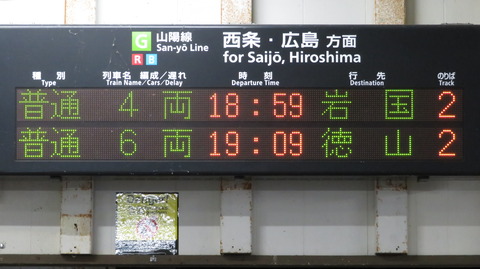 G 山陽線 西条・広島 方面
R B San-yō Line for Saijō, Hiroshima
種別 列車名 編成/遅れ 時刻 行先 のりば
Type Train Name/Cars/Delay Departure Time Destination Track
普通 4両 18:59 岩国 2
普通 6両 19:09 徳山 2